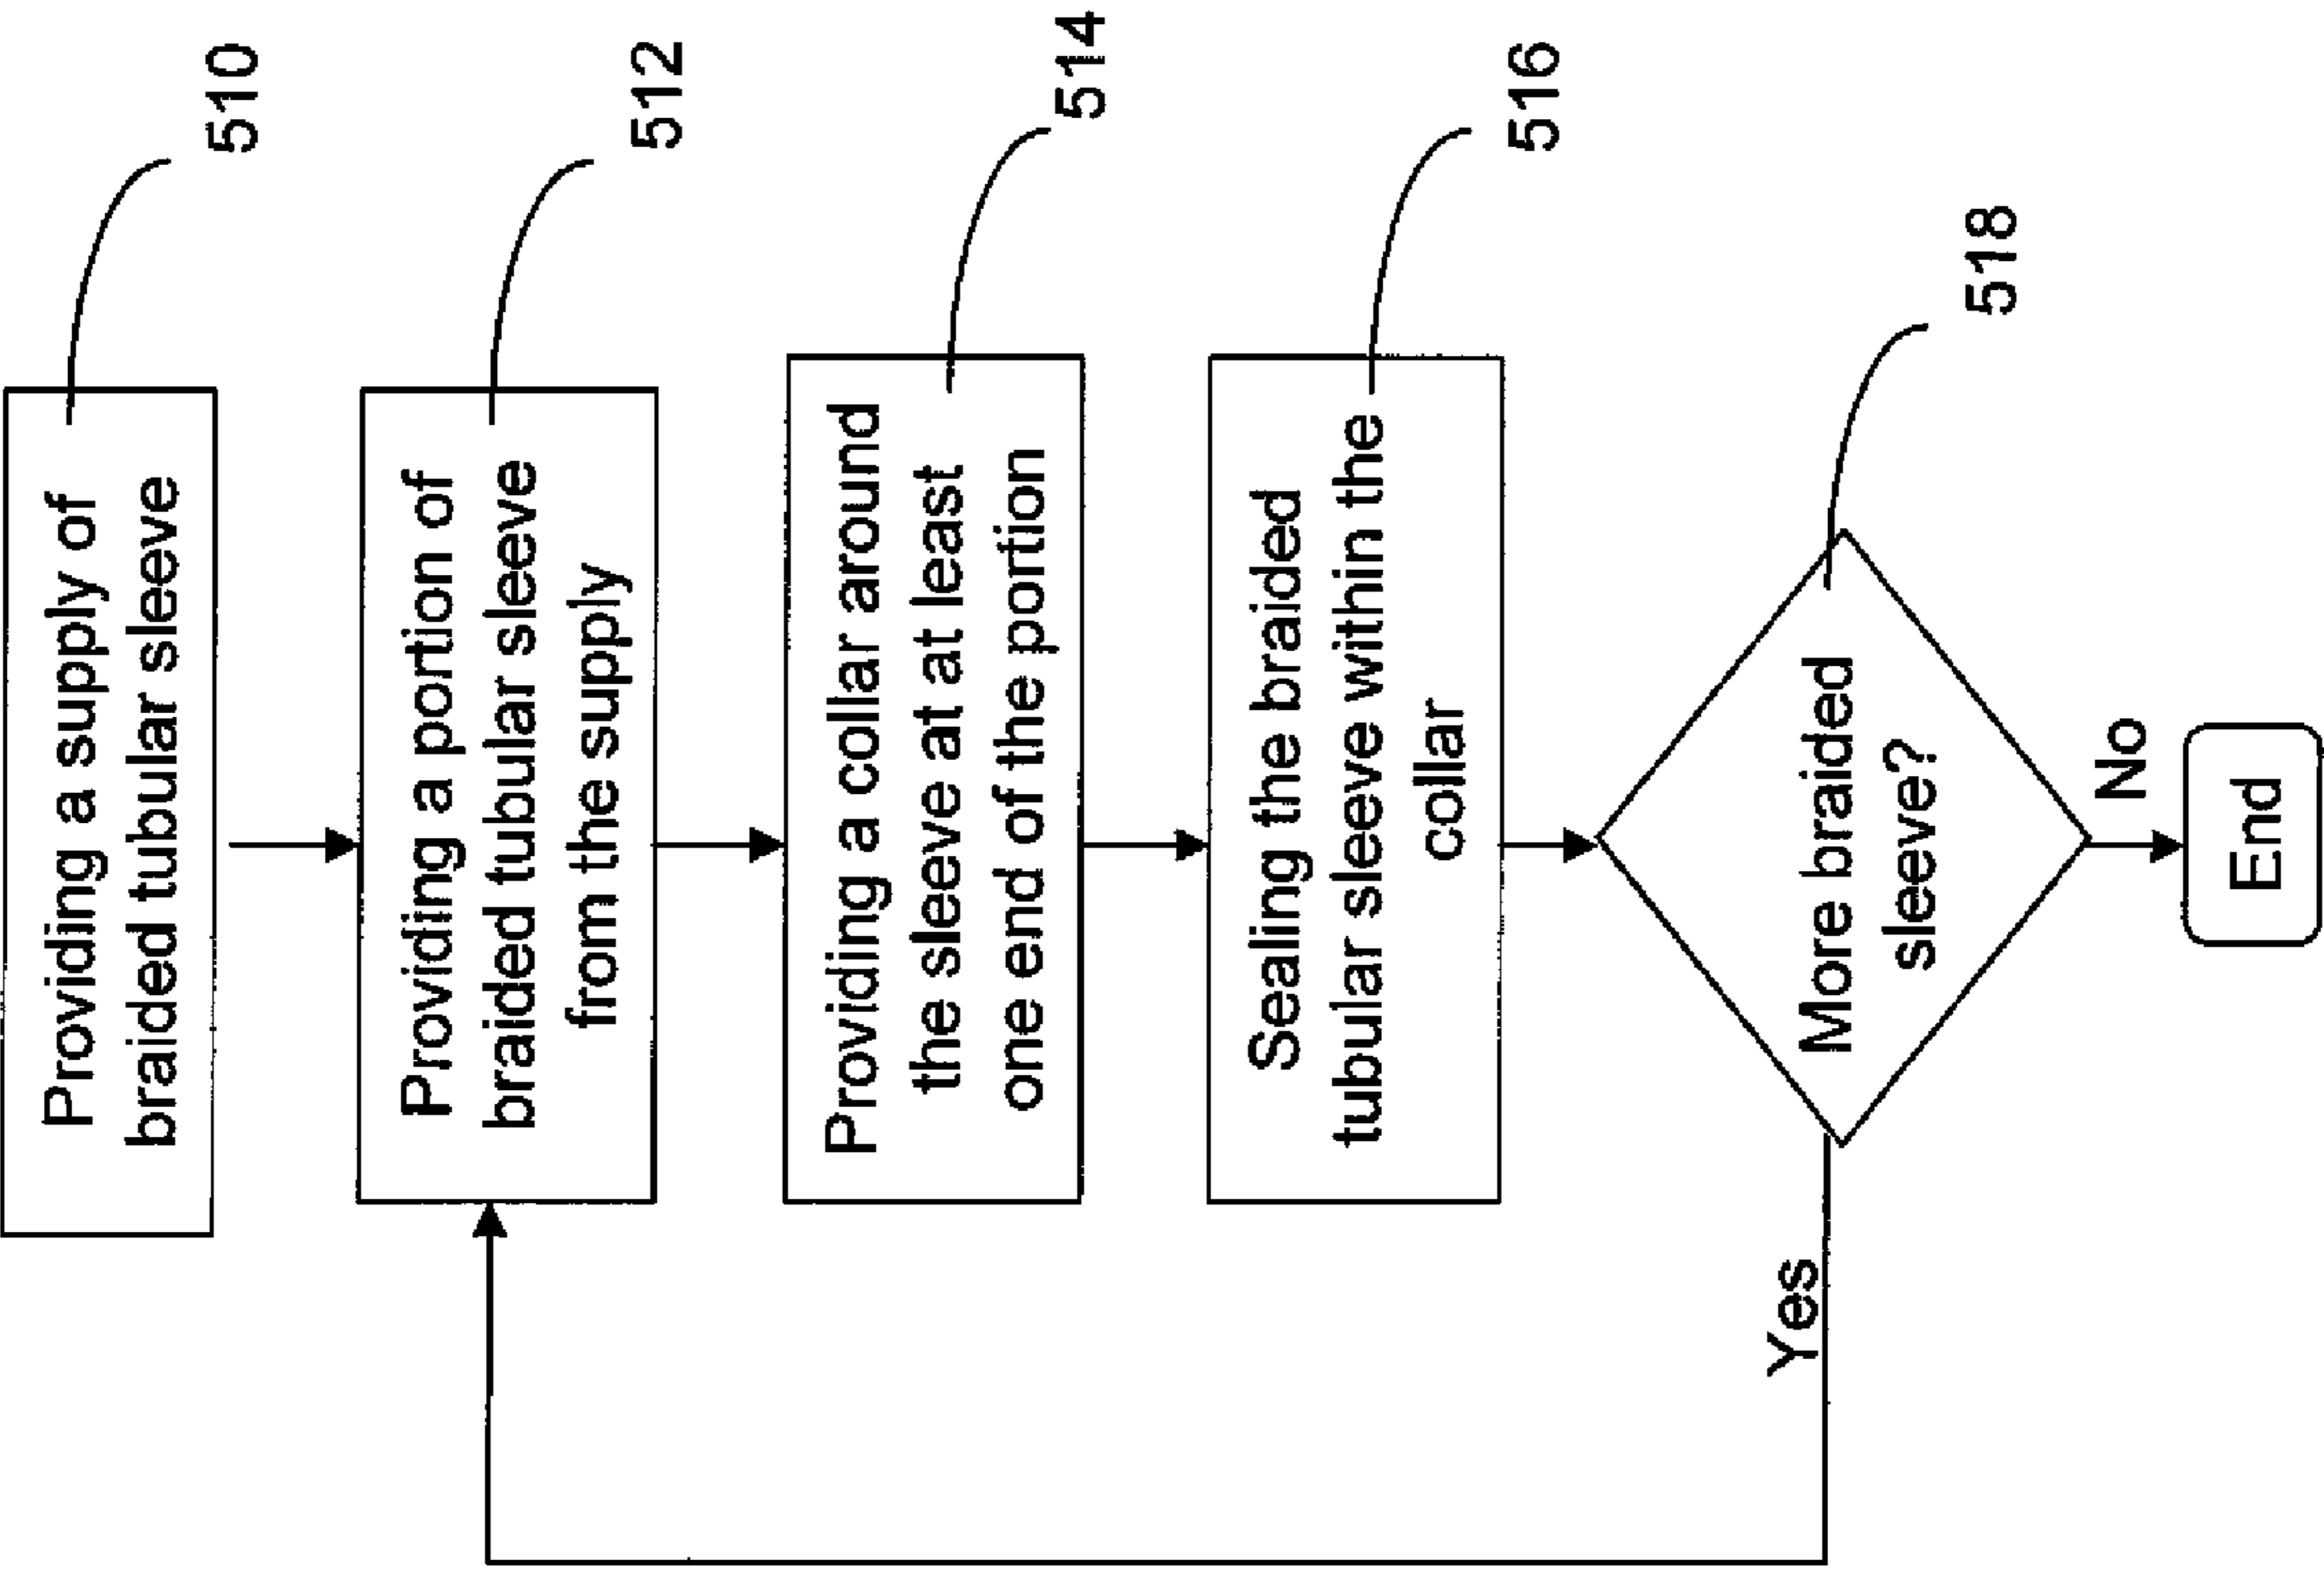 Providing a supply of
braided tubular sleeve
510
Providing a portion of
braided tubular sleeve
from the supply
512
Providing a collar around
the sleeve at at least
one end of the portion
514
Sealing the braided
tubular sleeve within the
collar
516
More braided
sleeve?
518
Yes
No
End